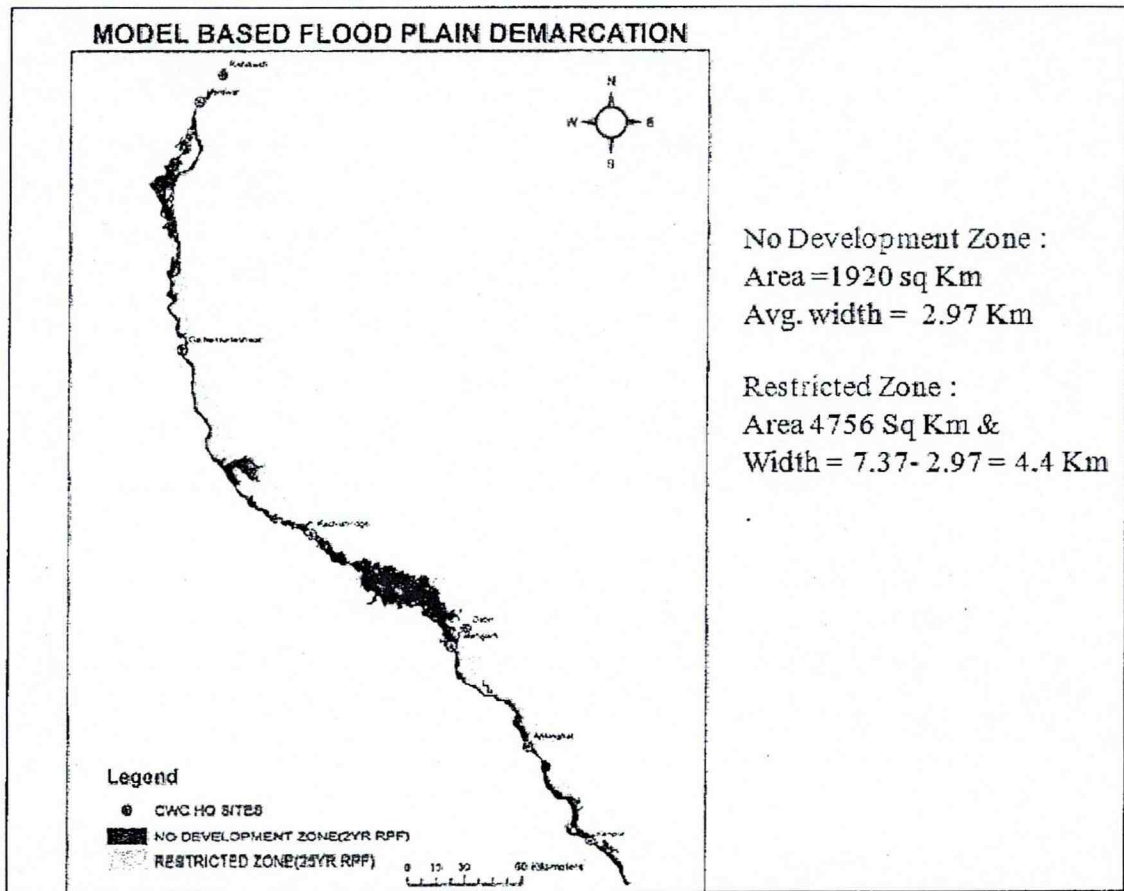 MODEL BASED FLOOD PLAIN DEMARCATION
N
W
S
No Development Zone :
Area =1920 sq Km
Avg. width = 2.97 Km
Restricted Zone :
Area 4756 Sq Km &
Width = 7.37- 2.97 = 4.4 Km
Legend
CWC HO SITES
NO DEVELOPMENT ZONE(2YR RPF)
RESTRICTED ZONE(25YR RPF)
0 15 30 60 Kilometers